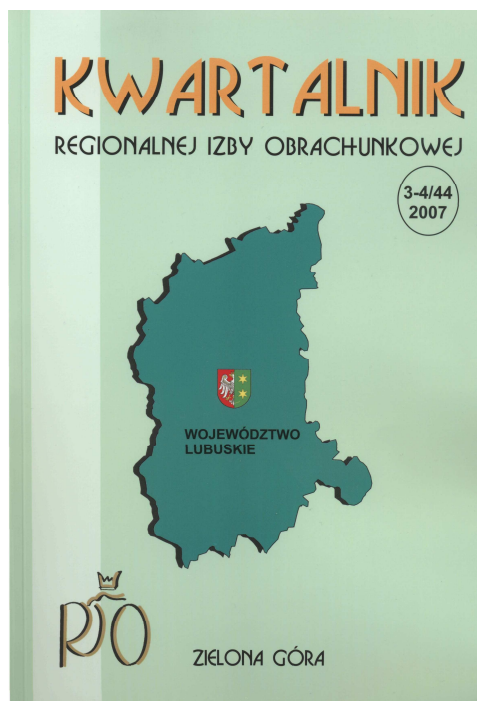 KWARTALNIK
REGIONALNEJ IZBY OBRACHUNKOWEJ
3-4/44
2007
WOJEWÓDZTWO
LUBUSKIE
RIO
ZIELONA GÓRA